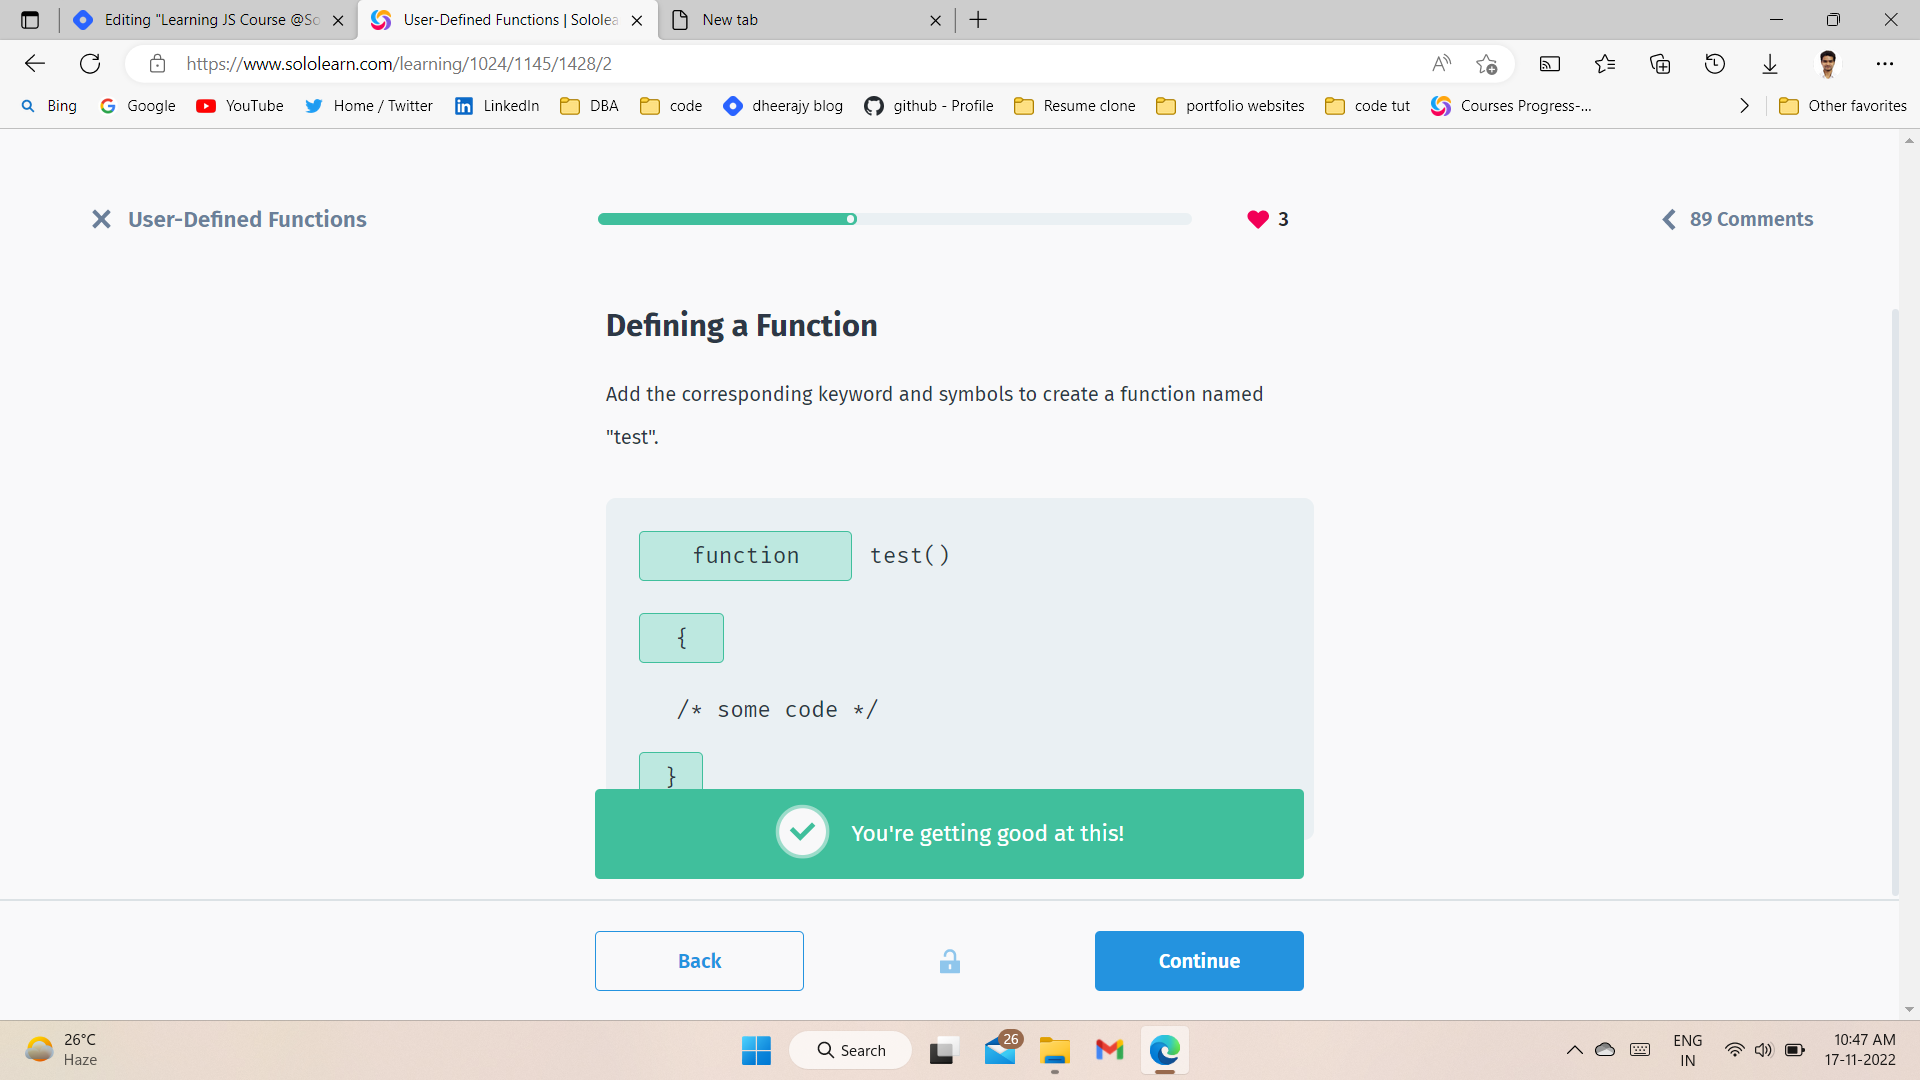 Editing "Learning JS Course @So
User-Defined Functions | Sololea
New tab
https://www.sololearn.com/learning/1024/1145/1428/2
Bing
Google
YouTube
Home / Twitter
LinkedIn
DBA
code
dheerajy blog
github - Profile
Resume clone
portfolio websites
code tut
Courses Progress-...
Other favorites
User-Defined Functions
3
89 Comments
Defining a Function
Add the corresponding keyword and symbols to create a function named
"test".
function test()
{
/* some code */
}
You're getting good at this!
Back
Continue
26°C
Haze
Search
26
ENG
IN
10:47 AM
17-11-2022